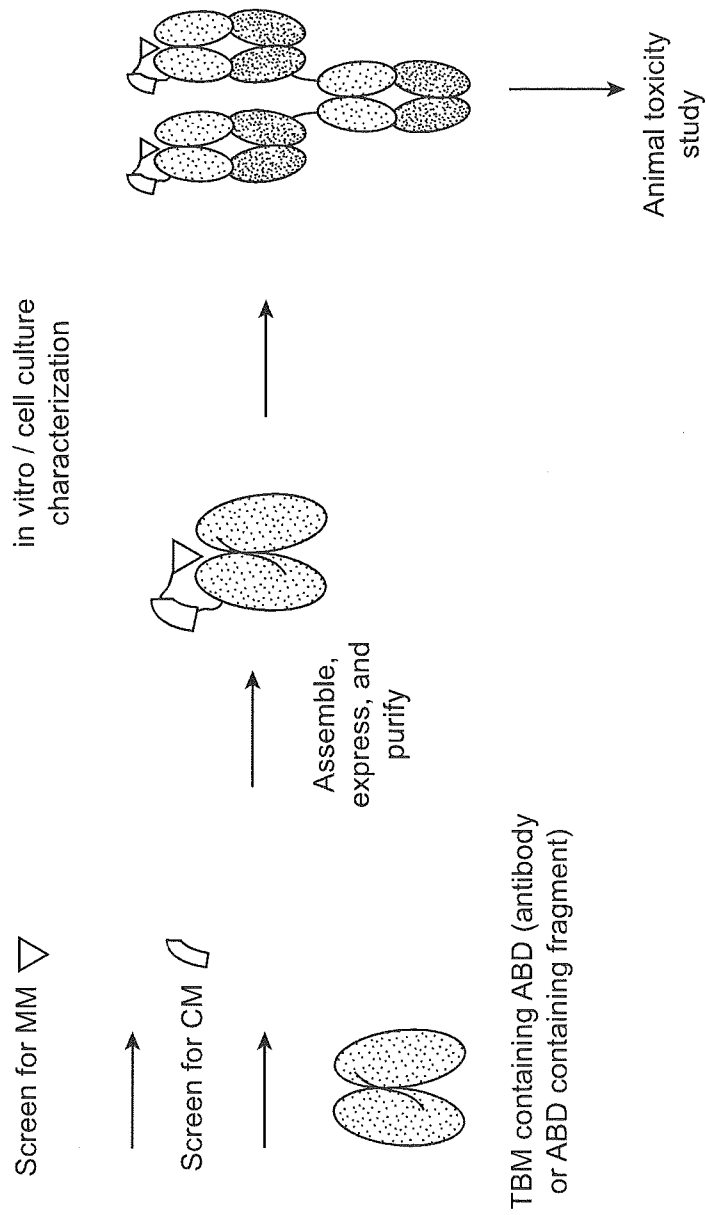 Screen for MM
Screen for CM
TBM containing ABD (antibody
or ABD containing fragment)
Assemble,
express, and
purify
in vitro / cell culture
characterization
Animal toxicity
study